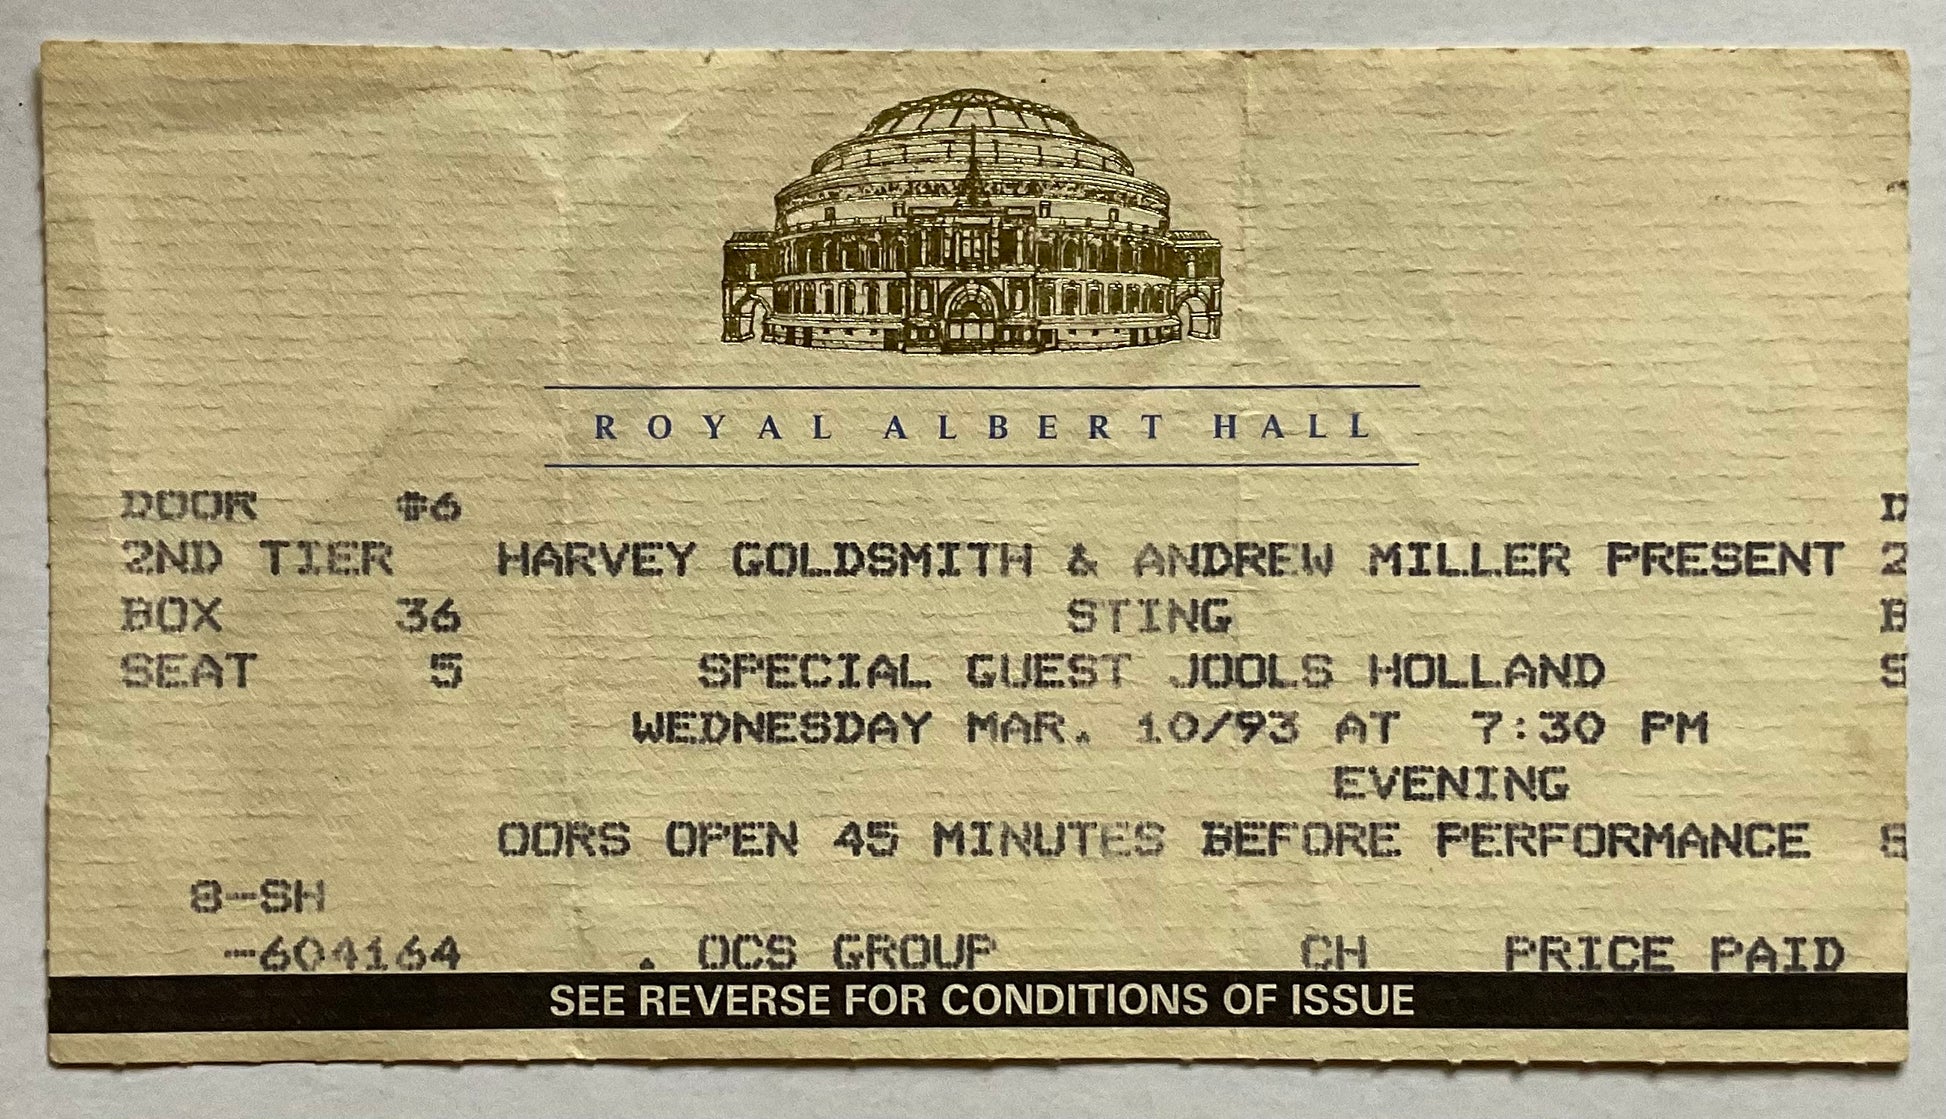 ROYAL ALBERT HALL
DOOR #6 D
2ND TIER HARVEY GOLDSMITH & ANDREW MILLER PRESENT 2
BOX 36 STING B
SEAT 5 SPECIAL GUEST JOOLS HOLLAND S
WEDNESDAY MAR. 10/93 AT 7:30 PM
EVENING
OORS OPEN 45 MINUTES BEFORE PERFORMANCE S
8-SH
-604164 . OCS GROUP CH PRICE PAID
SEE REVERSE FOR CONDITIONS OF ISSUE